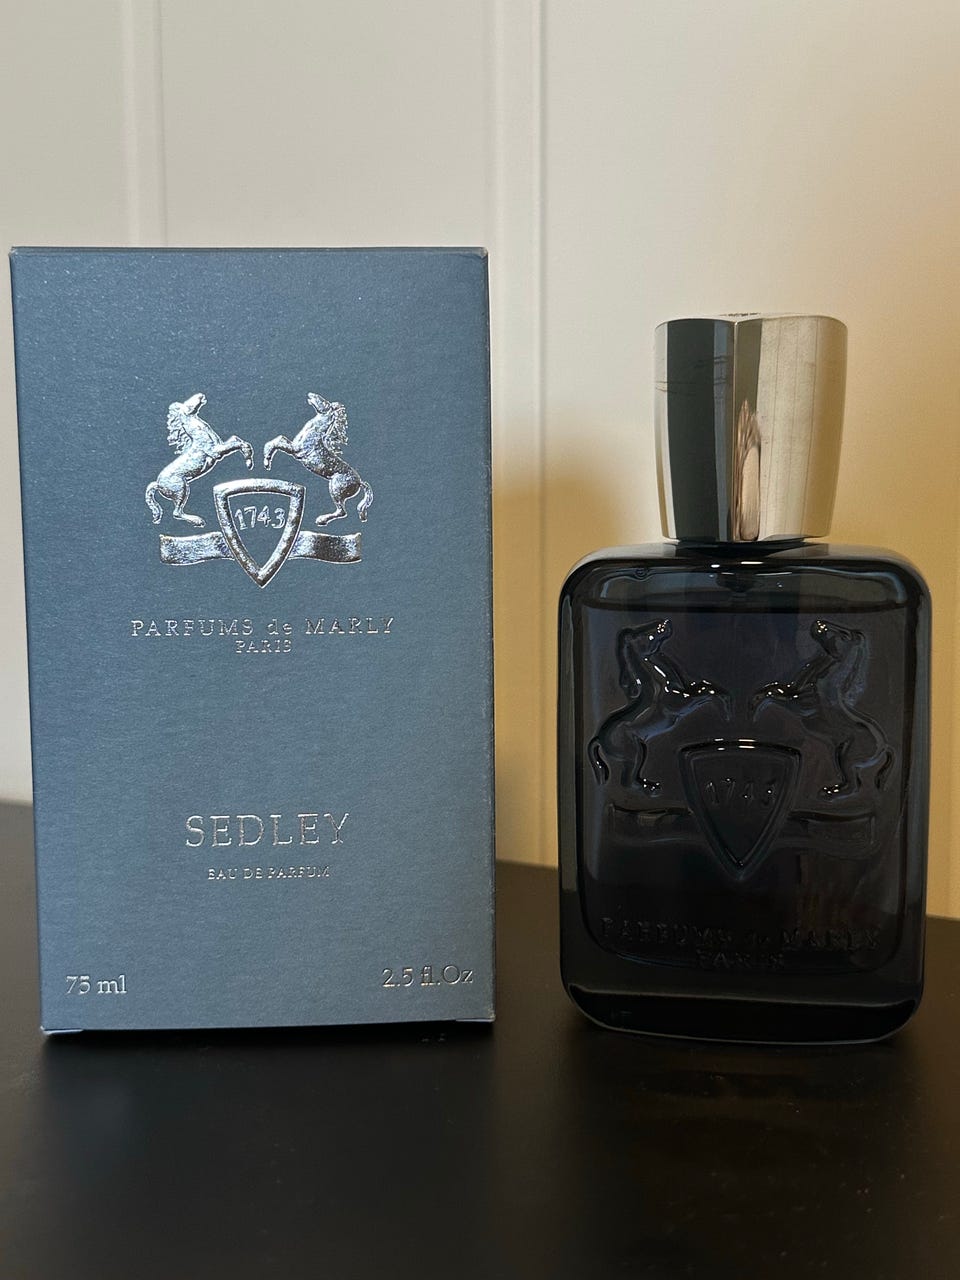 1743
PARFUMS de MARLY
PARIS
SEDLEY
EAU DE PARFUM
75 ml
2.5 fl.Oz
1743
PARFUMS de MARLY
PARIS